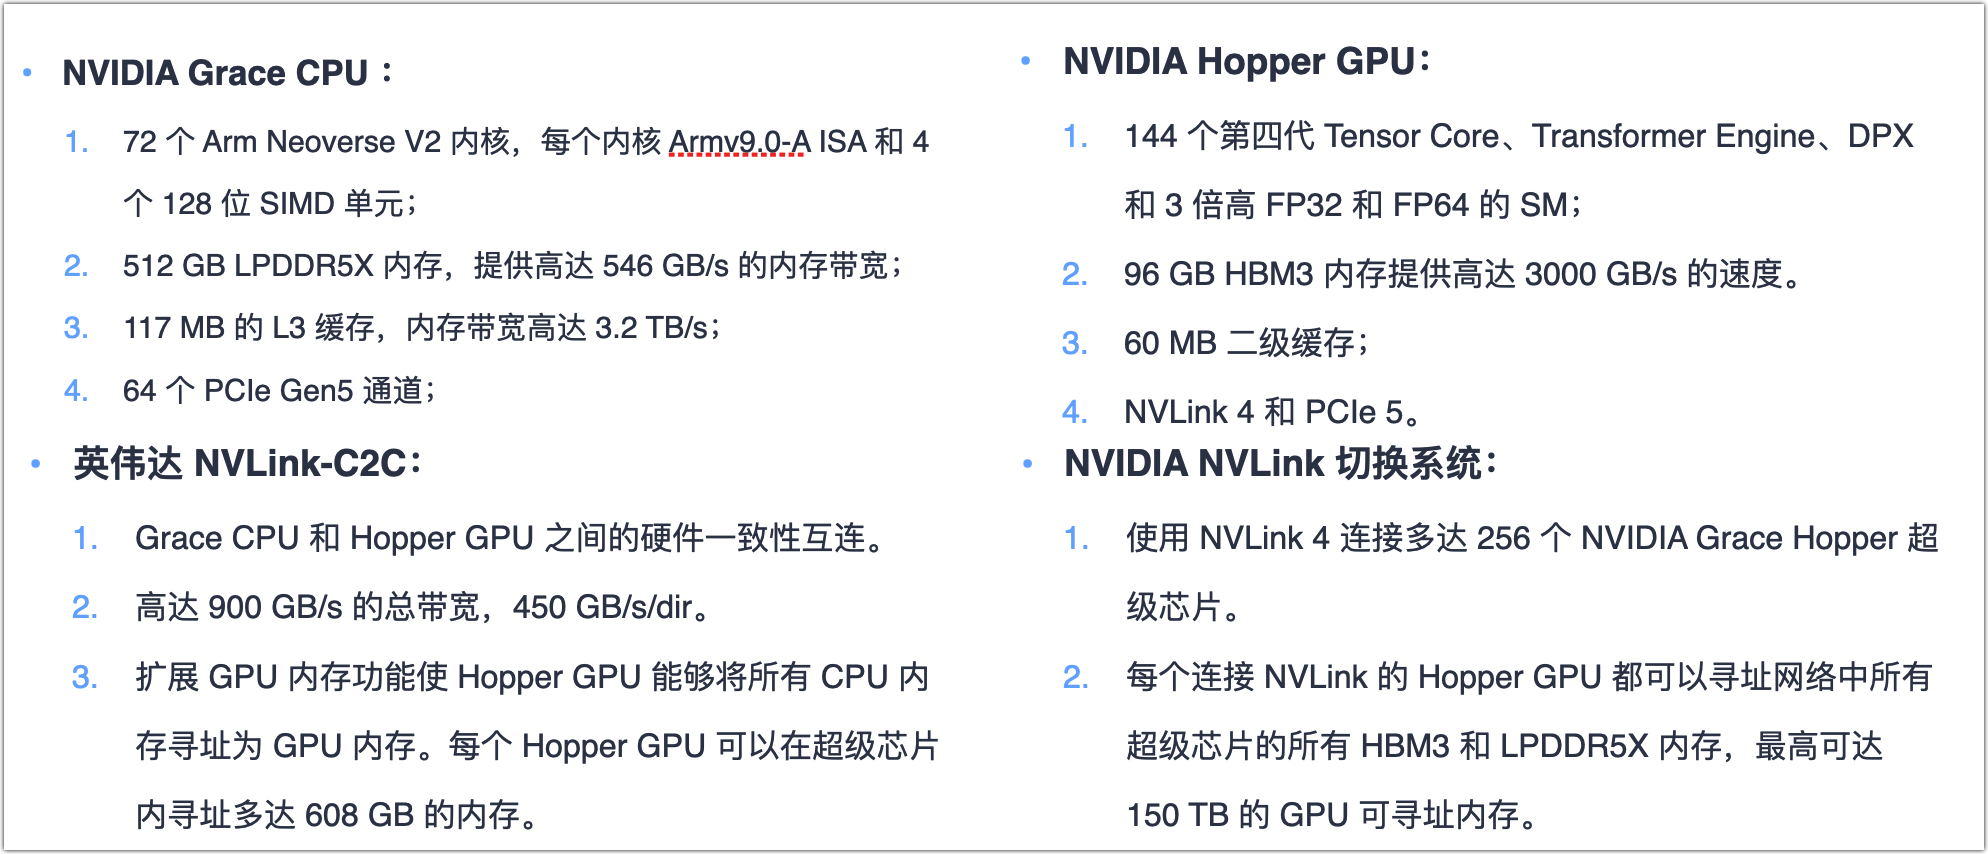 • NVIDIA Grace CPU ：
1. 72 个 Arm Neoverse V2 内核，每个内核 Armv9.0-A ISA 和 4
个 128 位 SIMD 单元；
2. 512 GB LPDDR5X 内存，提供高达 546 GB/s 的内存带宽；
3. 117 MB 的 L3 缓存，内存带宽高达 3.2 TB/s；
4. 64 个 PCIe Gen5 通道；
• 英伟达 NVLink-C2C：
1. Grace CPU 和 Hopper GPU 之间的硬件一致性互连。
2. 高达 900 GB/s 的总带宽，450 GB/s/dir。
3. 扩展 GPU 内存功能使 Hopper GPU 能够将所有 CPU 内
存寻址为 GPU 内存。每个 Hopper GPU 可以在超级芯片
内寻址多达 608 GB 的内存。
• NVIDIA Hopper GPU：
1. 144 个第四代 Tensor Core、Transformer Engine、DPX
和 3 倍高 FP32 和 FP64 的 SM；
2. 96 GB HBM3 内存提供高达 3000 GB/s 的速度。
3. 60 MB 二级缓存；
4. NVLink 4 和 PCIe 5。
• NVIDIA NVLink 切换系统：
1. 使用 NVLink 4 连接多达 256 个 NVIDIA Grace Hopper 超
级芯片。
2. 每个连接 NVLink 的 Hopper GPU 都可以寻址网络中所有
超级芯片的所有 HBM3 和 LPDDR5X 内存，最高可达
150 TB 的 GPU 可寻址内存。